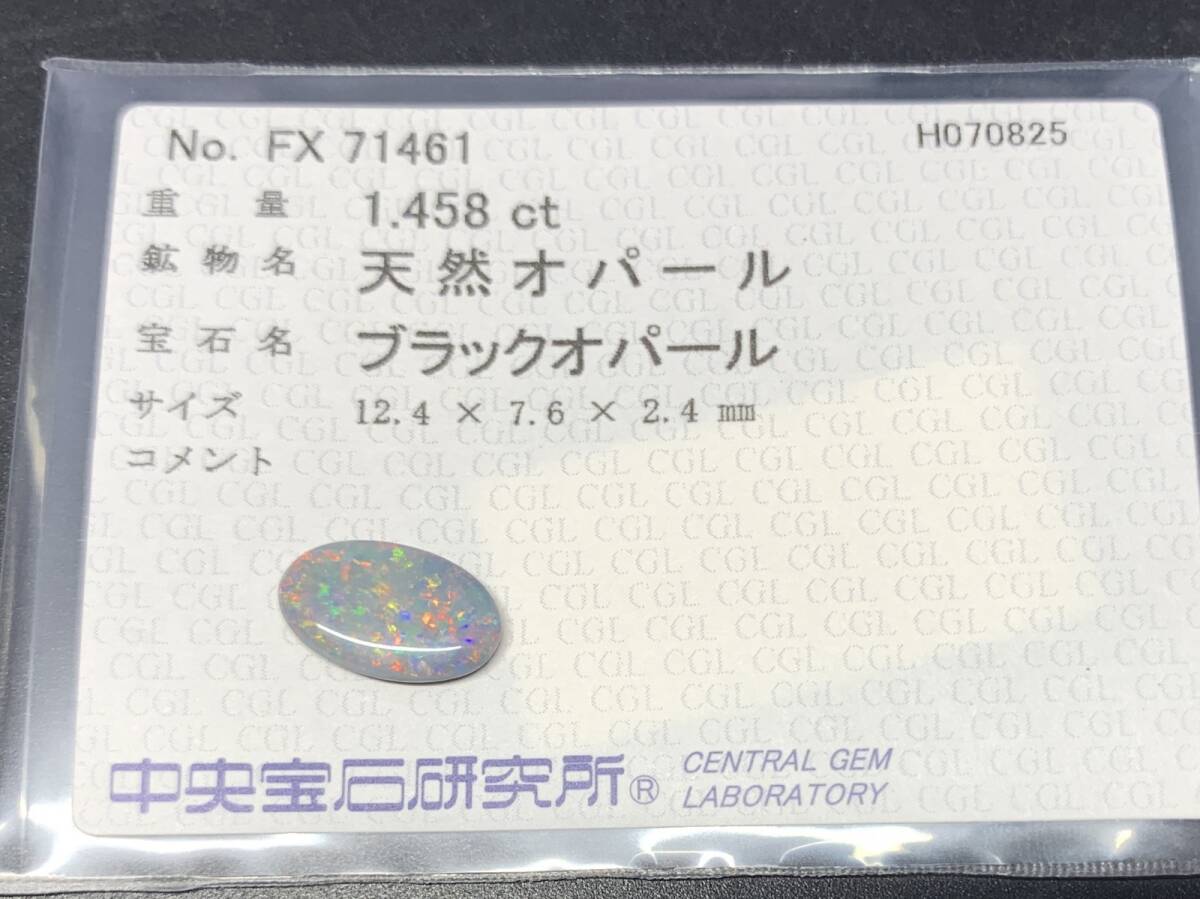 No. FX 71461 H070825
重量 1.458 ct
鉱物名 天然オパール
宝石名 ブラックオパール
サイズ 12.4 × 7.6 × 2.4 mm
コメント
中央宝石研究所® CENTRAL GEM
LABORATORY